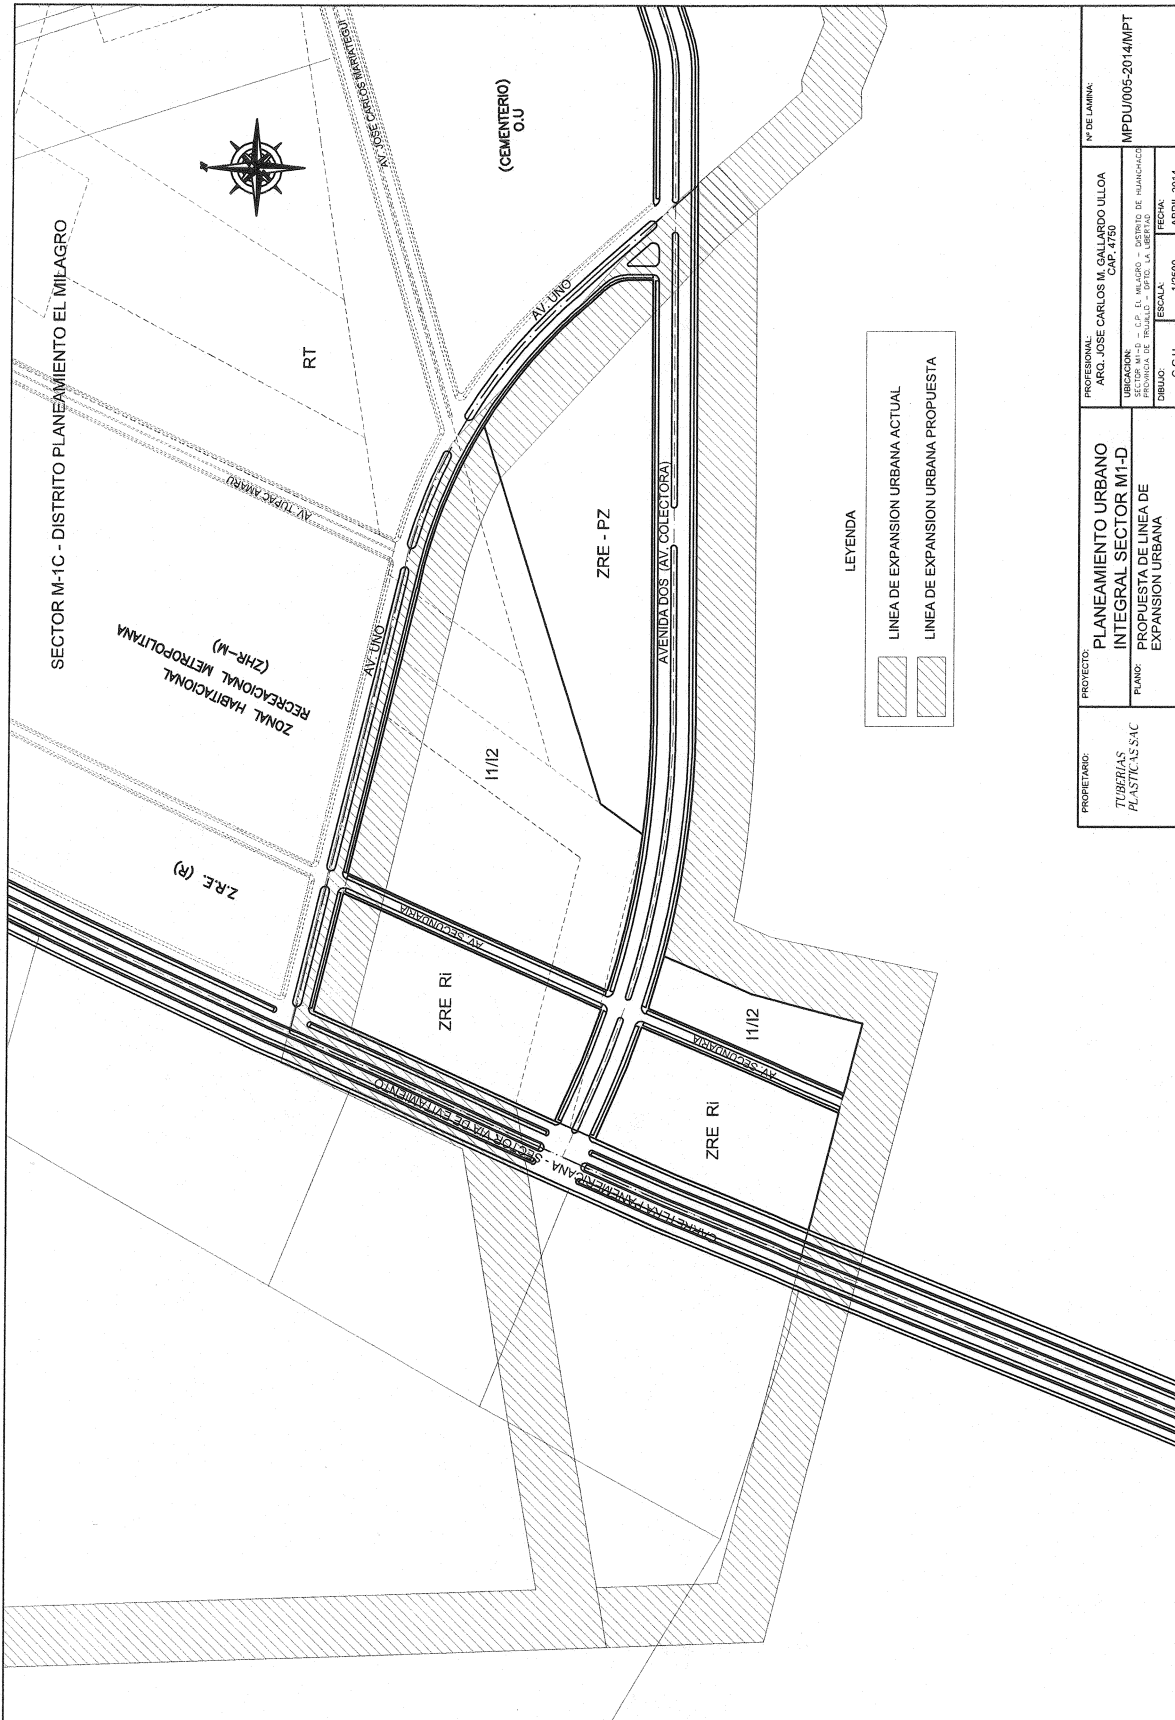 SECTOR M-1C - DISTRITO PLANEAMIENTO EL MILAGRO
AV. JOSE CARLOS MARIATEGUI
(CEMENTERIO)
O.U
RT
AV. TUPAC AMARU
ZONAL HABITACIONAL
RECREACIONAL METROPOLITANA
(ZHR-M)
Z.R.E. (R)
AV. UNO
AV. UNO
ZRE - PZ
AVENIDA DOS (AV. COLECTORA)
I1/I2
AV. SECUNDARIA
ZRE Ri
I1/I2
AV. SECUNDARIA
ZRE Ri
CARRETERA PANEMERICANA - SECTOR VIA DE EVITAMIENTO
LEYENDA
LINEA DE EXPANSION URBANA ACTUAL
LINEA DE EXPANSION URBANA PROPUESTA
PROPIETARIO:
TUBERIAS
PLASTICAS SAC
PROYECTO:
PLANEAMIENTO URBANO
INTEGRAL SECTOR M1-D
PLANO:
PROPUESTA DE LINEA DE
EXPANSION URBANA
PROFESIONAL:
ARQ. JOSE CARLOS M. GALLARDO ULLOA
CAP. 4750
UBICACION:
SECTOR M1-D - C.P. EL MILAGRO - DISTRITO DE HUANCHACO
PROVINCIA DE TRUJILLO - DPTO. LA LIBERTAD
DIBUJO:
ESCALA:
FECHA:
ABRIL 2014
Nº DE LAMINA:
MPDU/005-2014/MPT